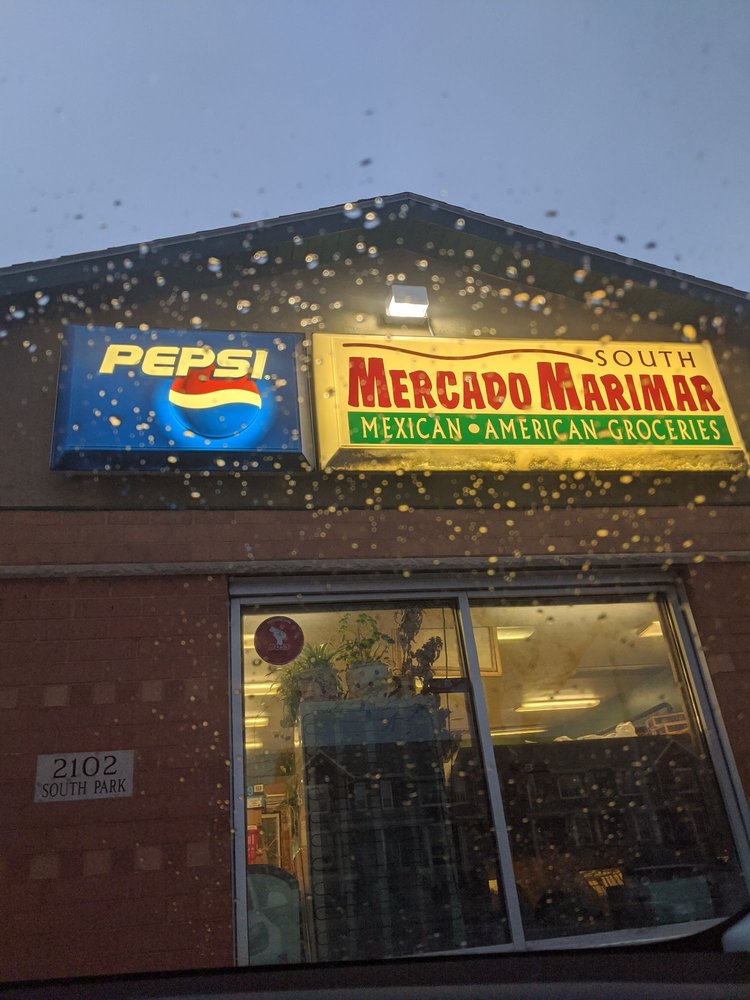 PEPSI
SOUTH
MERCADO MARIMAR
MEXICAN • AMERICAN GROCERIES
2102
SOUTH PARK